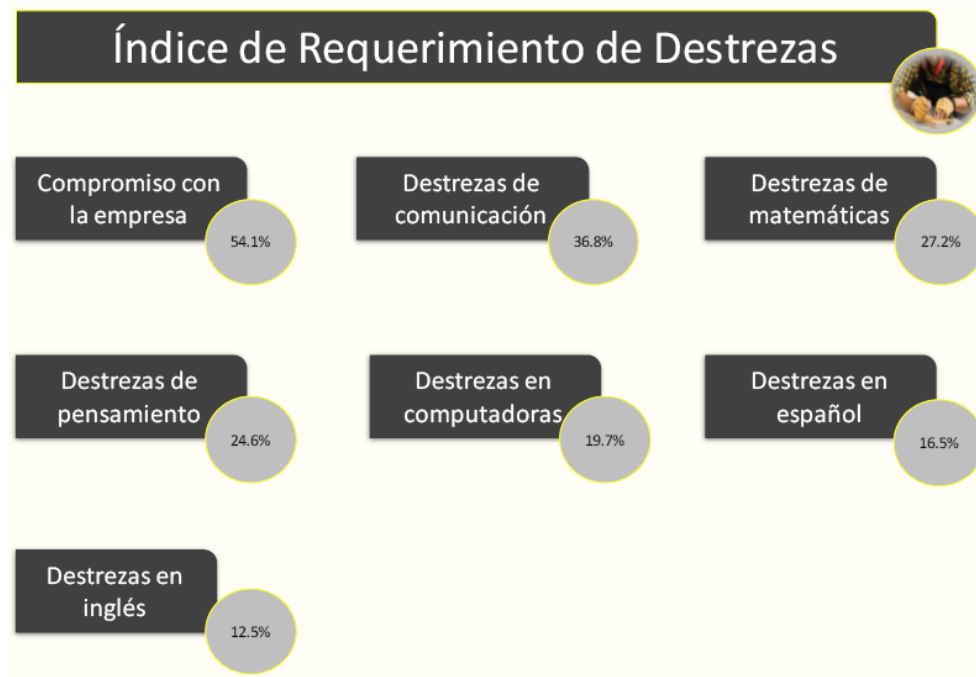 Índice de Requerimiento de Destrezas
Compromiso con
la empresa
54.1%
Destrezas de
comunicación
36.8%
Destrezas de
matemáticas
27.2%
Destrezas de
pensamiento
24.6%
Destrezas en
computadoras
19.7%
Destrezas en
español
16.5%
Destrezas en
inglés
12.5%